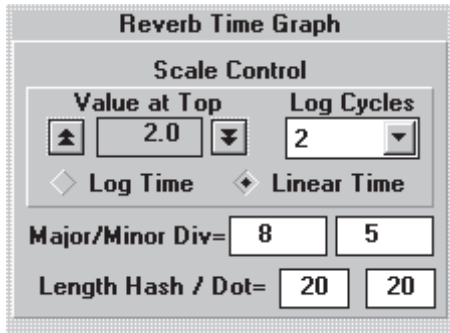 Reverb Time Graph
Scale Control
Value at Top Log Cycles
2.0 2
Log Time Linear Time
Major/Minor Div= 8 5
Length Hash / Dot= 20 20